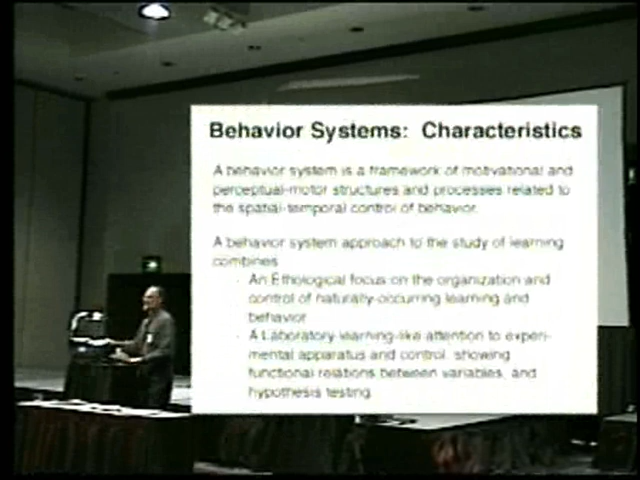 Behavior Systems: Characteristics
A behavior system is a framework of motivational and
perceptual-motor structures and processes related to
the spatial-temporal control of behavior.
A behavior system approach to the study of learning
combines
- An Ethological focus on the organization and
control of naturally-occurring learning and
behavior
- A Laboratory-learning-like attention to experi-
mental apparatus and control, showing
functional relations between variables, and
hypothesis testing